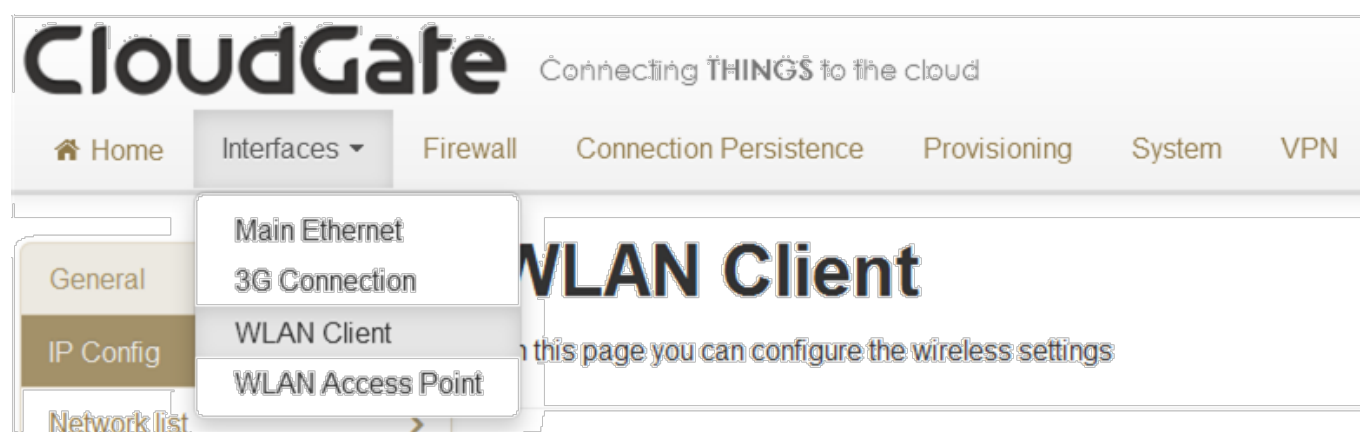 CloudGate Connecting THINGS to the cloud
Home Interfaces Firewall Connection Persistence Provisioning System VPN
Main Ethernet
3G Connection
WLAN Client
WLAN Access Point
General
IP Config
Network list
WLAN Client
this page you can configure the wireless settings